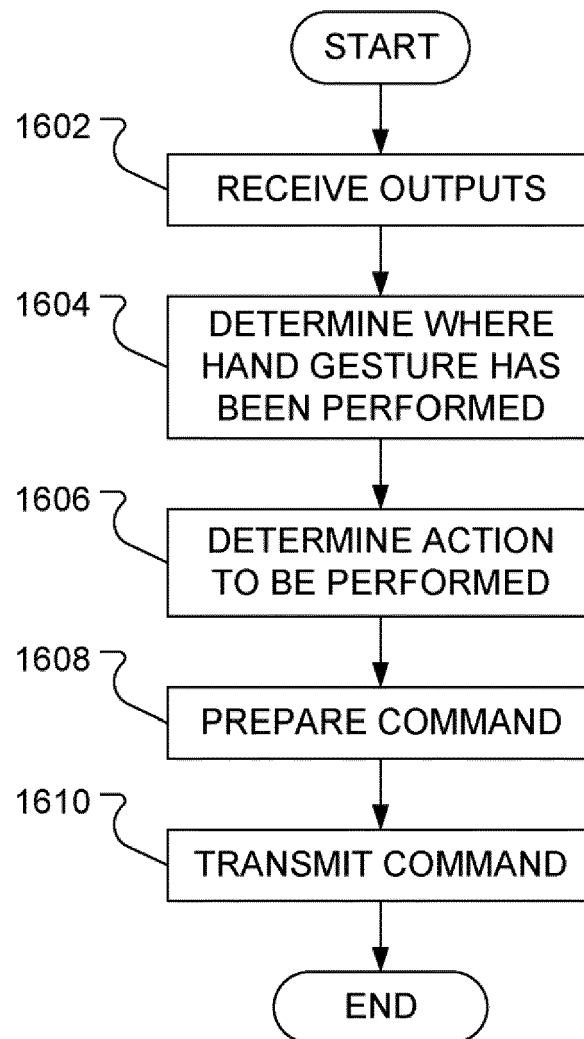 START
1602
RECEIVE OUTPUTS
1604
DETERMINE WHERE
HAND GESTURE HAS
BEEN PERFORMED
1606
DETERMINE ACTION
TO BE PERFORMED
1608
PREPARE COMMAND
1610
TRANSMIT COMMAND
END